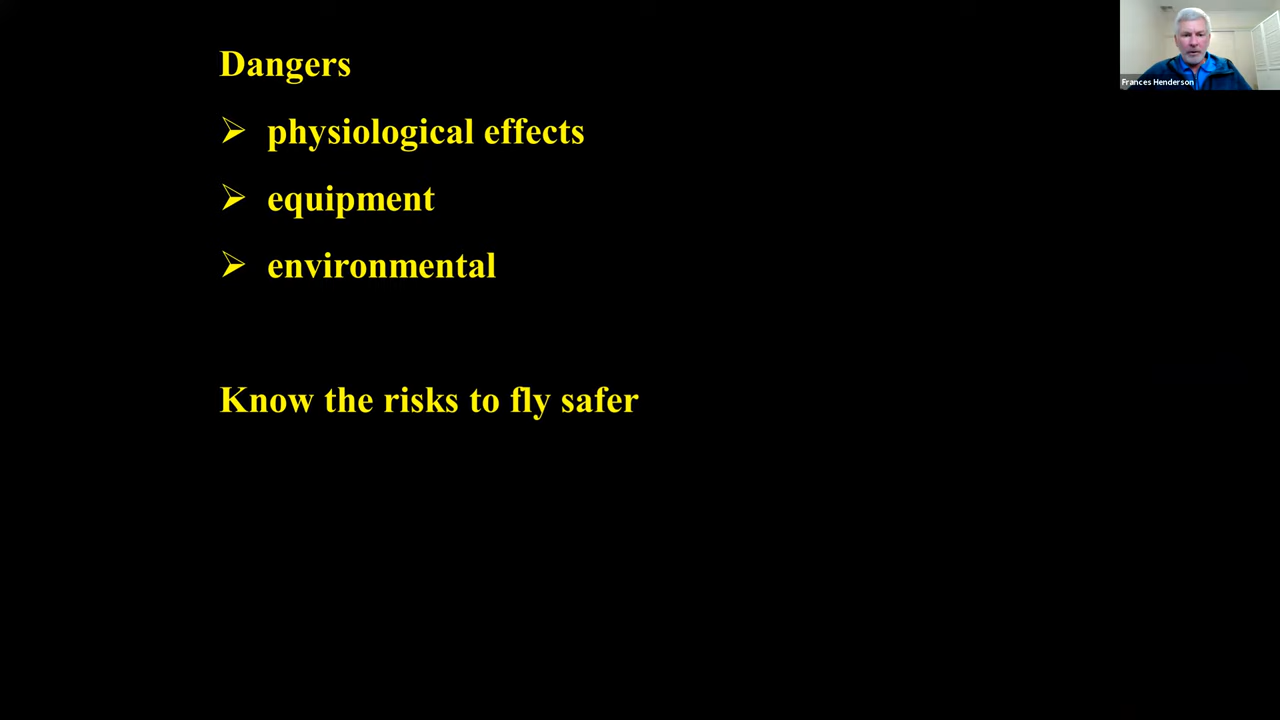 Dangers
➢ physiological effects
➢ equipment
➢ environmental
Know the risks to fly safer
Frances Henderson